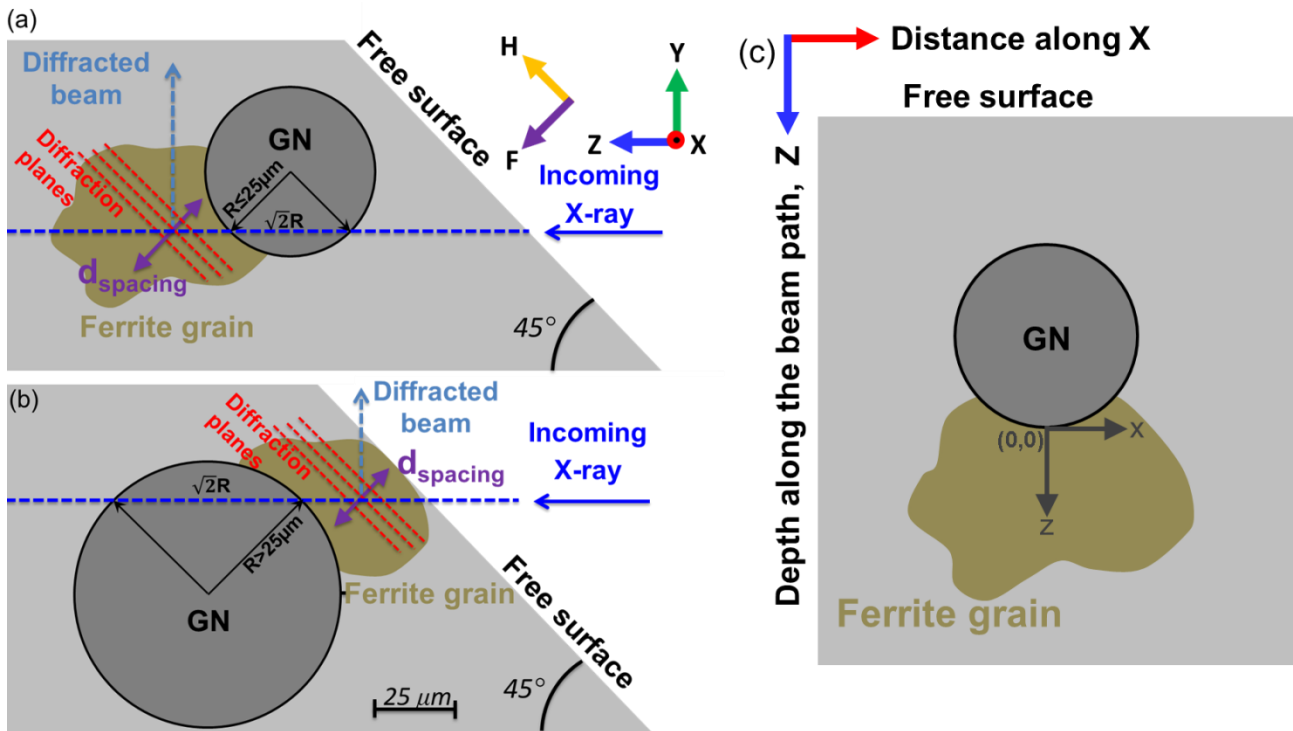 (a)
Diffracted
beam
Free surface
H
F
Y
Z
X
GN
Diffraction
planes
R≤25μm
√2R
Incoming
X-ray
d_spacing
Ferrite grain
45°
(b)
Diffracted
beam
Diffraction
planes
Incoming
X-ray
d_spacing
√2R
R>25μm
GN
Ferrite grain
Free surface
25 μm
45°
(c)
Distance along X
Free surface
Depth along the beam path, Z
GN
(0,0)
X
Z
Ferrite grain